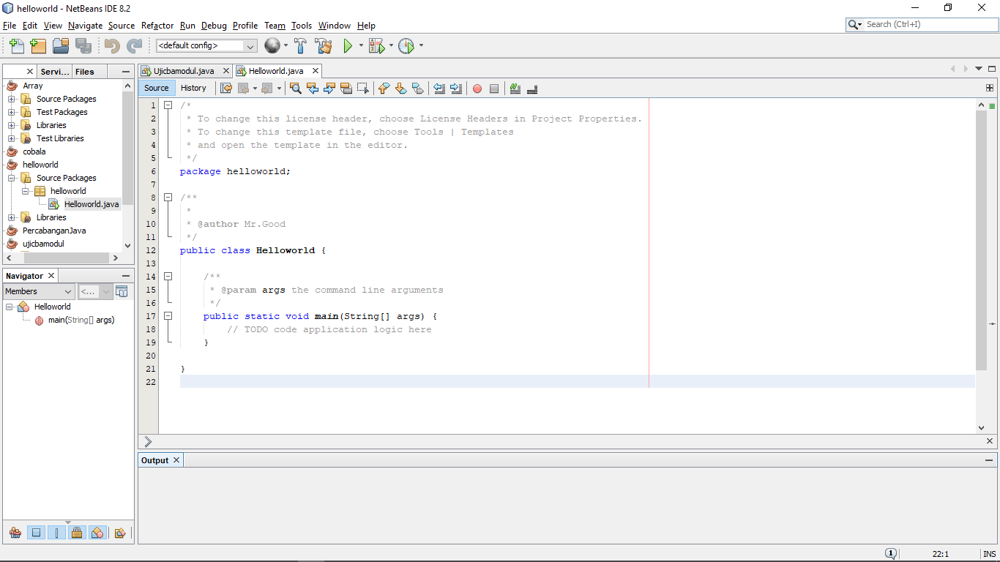 helloworld - NetBeans IDE 8.2
File Edit View Navigate Source Refactor Run Debug Profile Team Tools Window Help
Search (Ctrl+I)
<default config>
Servi... Files
Array
Source Packages
Test Packages
Libraries
Test Libraries
cobala
helloworld
Source Packages
helloworld
Helloworld.java
Libraries
PercabanganJava
ujicbamodul
Navigator
Members <...
Helloworld
main(String[] args)
Ujicbamodul.java Helloworld.java
Source History
1 /*
2 * To change this license header, choose License Headers in Project Properties.
3 * To change this template file, choose Tools | Templates
4 * and open the template in the editor.
5 */
6 package helloworld;
7
8 /**
9 *
10 * @author Mr.Good
11 */
12 public class Helloworld {
13
14 /**
15 * @param args the command line arguments
16 */
17 public static void main(String[] args) {
18 // TODO code application logic here
19 }
20
21 }
22
Output
1 22:1 INS